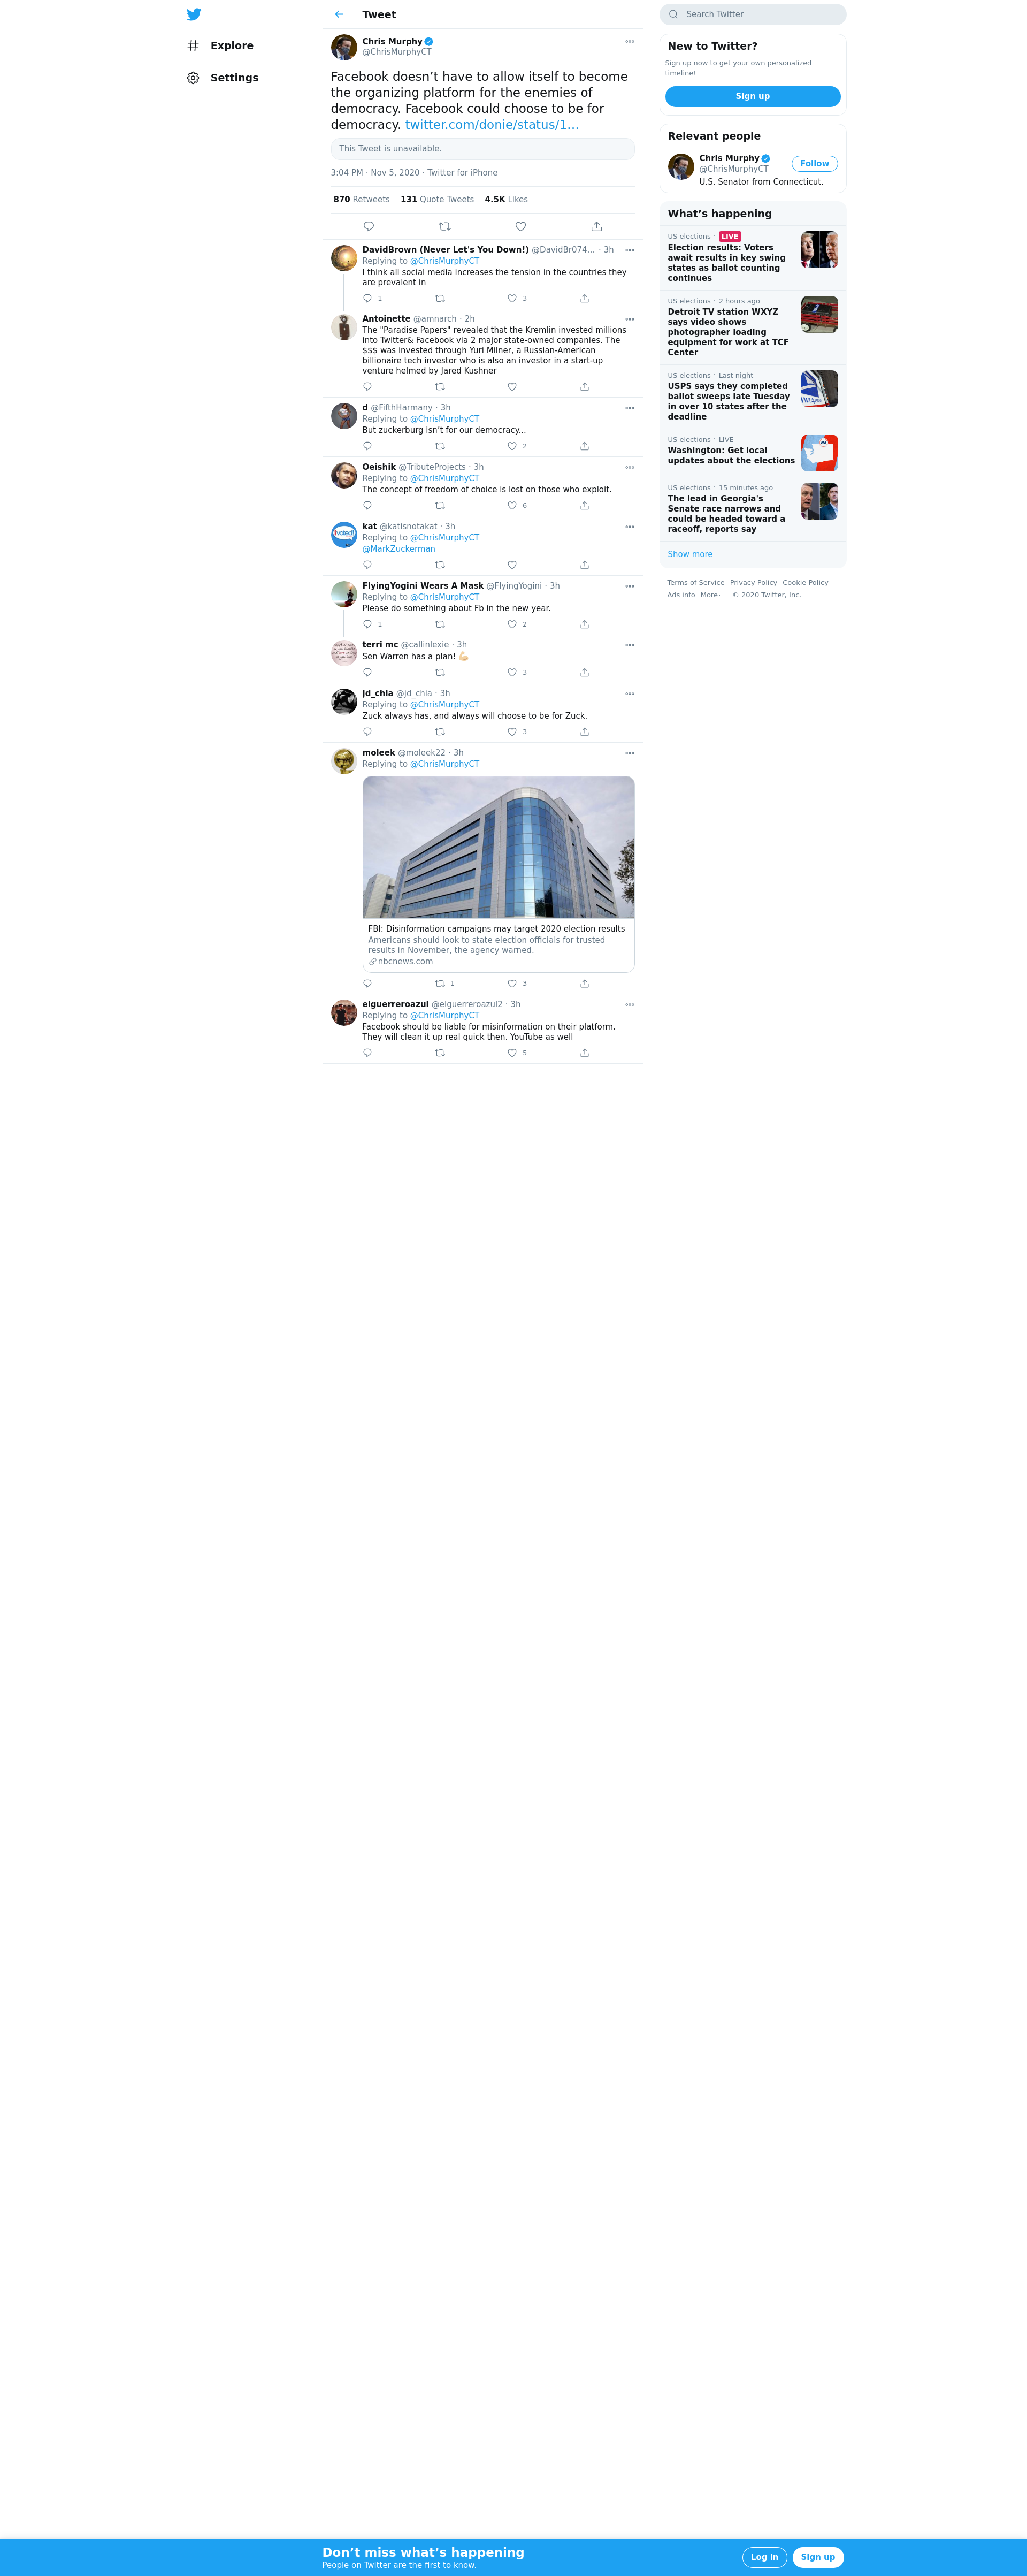 Explore
Settings
Tweet
Chris Murphy
@ChrisMurphyCT
Facebook doesn’t have to allow itself to become
the organizing platform for the enemies of
democracy. Facebook could choose to be for
democracy. twitter.com/donie/status/1…
This Tweet is unavailable.
3:04 PM · Nov 5, 2020 · Twitter for iPhone
870 Retweets 131 Quote Tweets 4.5K Likes
DavidBrown (Never Let's You Down!) @DavidBr074… · 3h
Replying to @ChrisMurphyCT
I think all social media increases the tension in the countries they
are prevalent in
1 3
Antoinette @amnarch · 2h
The "Paradise Papers" revealed that the Kremlin invested millions
into Twitter& Facebook via 2 major state-owned companies. The
$$$ was invested through Yuri Milner, a Russian-American
billionaire tech investor who is also an investor in a start-up
venture helmed by Jared Kushner
d @FifthHarmany · 3h
Replying to @ChrisMurphyCT
But zuckerburg isn’t for our democracy...
2
Oeishik @TributeProjects · 3h
Replying to @ChrisMurphyCT
The concept of freedom of choice is lost on those who exploit.
6
kat @katisnotakat · 3h
Replying to @ChrisMurphyCT
@MarkZuckerman
FlyingYogini Wears A Mask @FlyingYogini · 3h
Replying to @ChrisMurphyCT
Please do something about Fb in the new year.
1 2
terri mc @callinlexie · 3h
Sen Warren has a plan! 💪🏻
3
jd_chia @jd_chia · 3h
Replying to @ChrisMurphyCT
Zuck always has, and always will choose to be for Zuck.
3
moleek @moleek22 · 3h
Replying to @ChrisMurphyCT
FBI: Disinformation campaigns may target 2020 election results
Americans should look to state election officials for trusted
results in November, the agency warned.
nbcnews.com
1 3
elguerreroazul @elguerreroazul2 · 3h
Replying to @ChrisMurphyCT
Facebook should be liable for misinformation on their platform.
They will clean it up real quick then. YouTube as well
5
Search Twitter
New to Twitter?
Sign up now to get your own personalized
timeline!
Sign up
Relevant people
Chris Murphy
@ChrisMurphyCT
Follow
U.S. Senator from Connecticut.
What’s happening
US elections · LIVE
Election results: Voters
await results in key swing
states as ballot counting
continues
US elections · 2 hours ago
Detroit TV station WXYZ
says video shows
photographer loading
equipment for work at TCF
Center
US elections · Last night
USPS says they completed
ballot sweeps late Tuesday
in over 10 states after the
deadline
US elections · LIVE
Washington: Get local
updates about the elections
WA
US elections · 15 minutes ago
The lead in Georgia's
Senate race narrows and
could be headed toward a
raceoff, reports say
Show more
Terms of Service Privacy Policy Cookie Policy
Ads info More © 2020 Twitter, Inc.
Don’t miss what’s happening
People on Twitter are the first to know.
Log in
Sign up